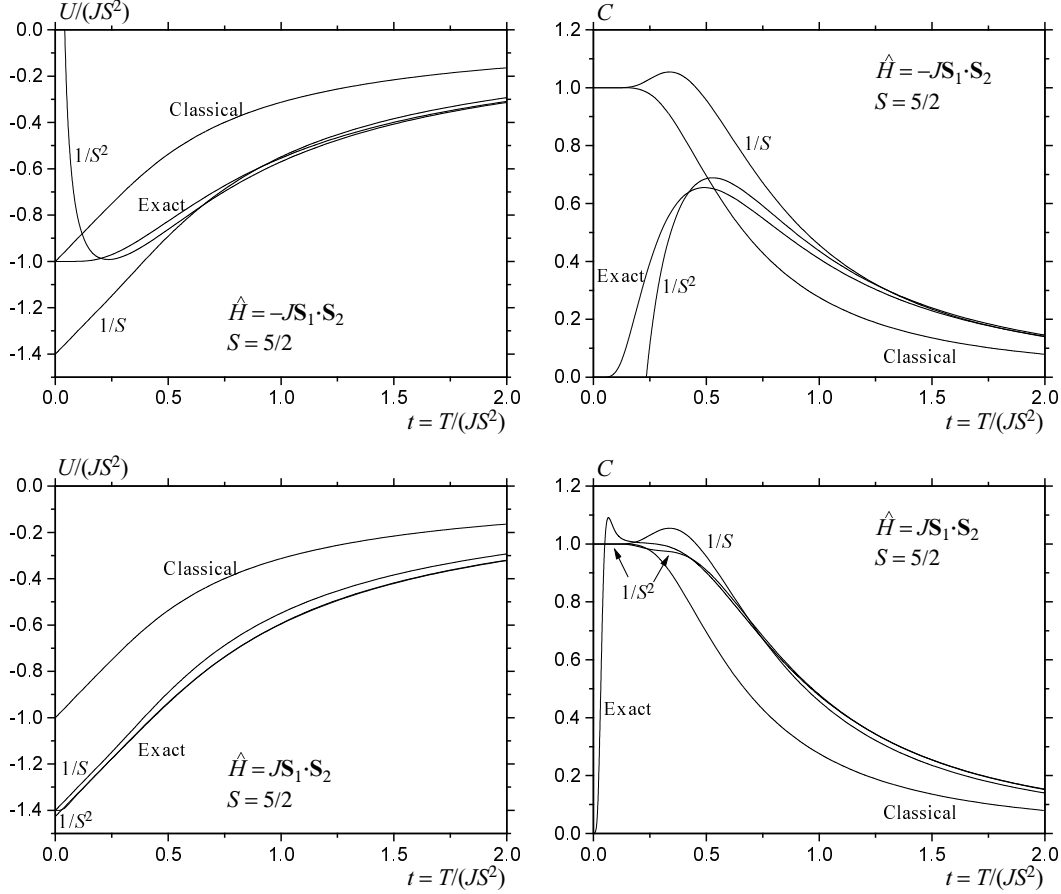 U/(JS²)
0.0
-0.2
-0.4
-0.6
-0.8
-1.0
-1.2
-1.4
0.0 0.5 1.0 1.5 2.0
t = T/(JS²)
Classical
1/S²
Exact
1/S
Ĥ = –JS₁·S₂
S = 5/2
C
1.2
1.0
0.8
0.6
0.4
0.2
0.0
0.0 0.5 1.0 1.5 2.0
t = T/(JS²)
Ĥ = –JS₁·S₂
S = 5/2
1/S
Exact
1/S²
Classical
U/(JS²)
0.0
-0.2
-0.4
-0.6
-0.8
-1.0
-1.2
-1.4
0.0 0.5 1.0 1.5 2.0
t = T/(JS²)
Classical
Exact
1/S
1/S²
Ĥ = JS₁·S₂
S = 5/2
C
1.2
1.0
0.8
0.6
0.4
0.2
0.0
0.0 0.5 1.0 1.5 2.0
t = T/(JS²)
1/S
Ĥ = JS₁·S₂
S = 5/2
1/S²
Exact
Classical